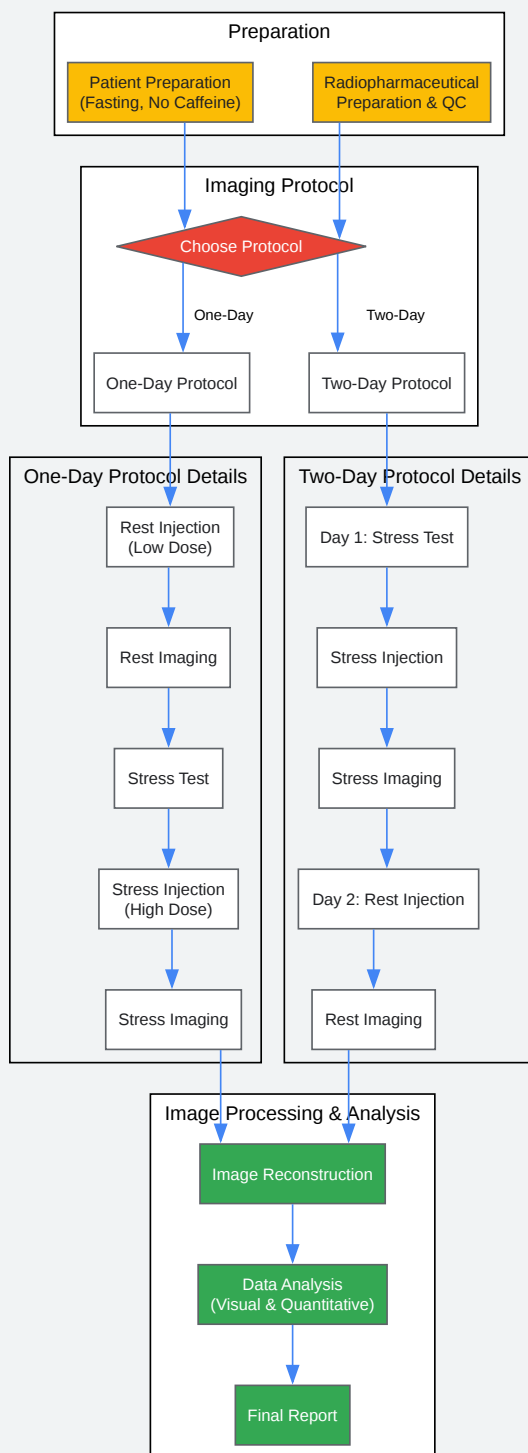 Preparation
Patient Preparation
(Fasting, No Caffeine)
Radiopharmaceutical
Preparation & QC
Imaging Protocol
Choose Protocol
One-Day
Two-Day
One-Day Protocol
Two-Day Protocol
One-Day Protocol Details
Rest Injection
(Low Dose)
Rest Imaging
Stress Test
Stress Injection
(High Dose)
Stress Imaging
Two-Day Protocol Details
Day 1: Stress Test
Stress Injection
Stress Imaging
Day 2: Rest Injection
Rest Imaging
Image Processing & Analysis
Image Reconstruction
Data Analysis
(Visual & Quantitative)
Final Report